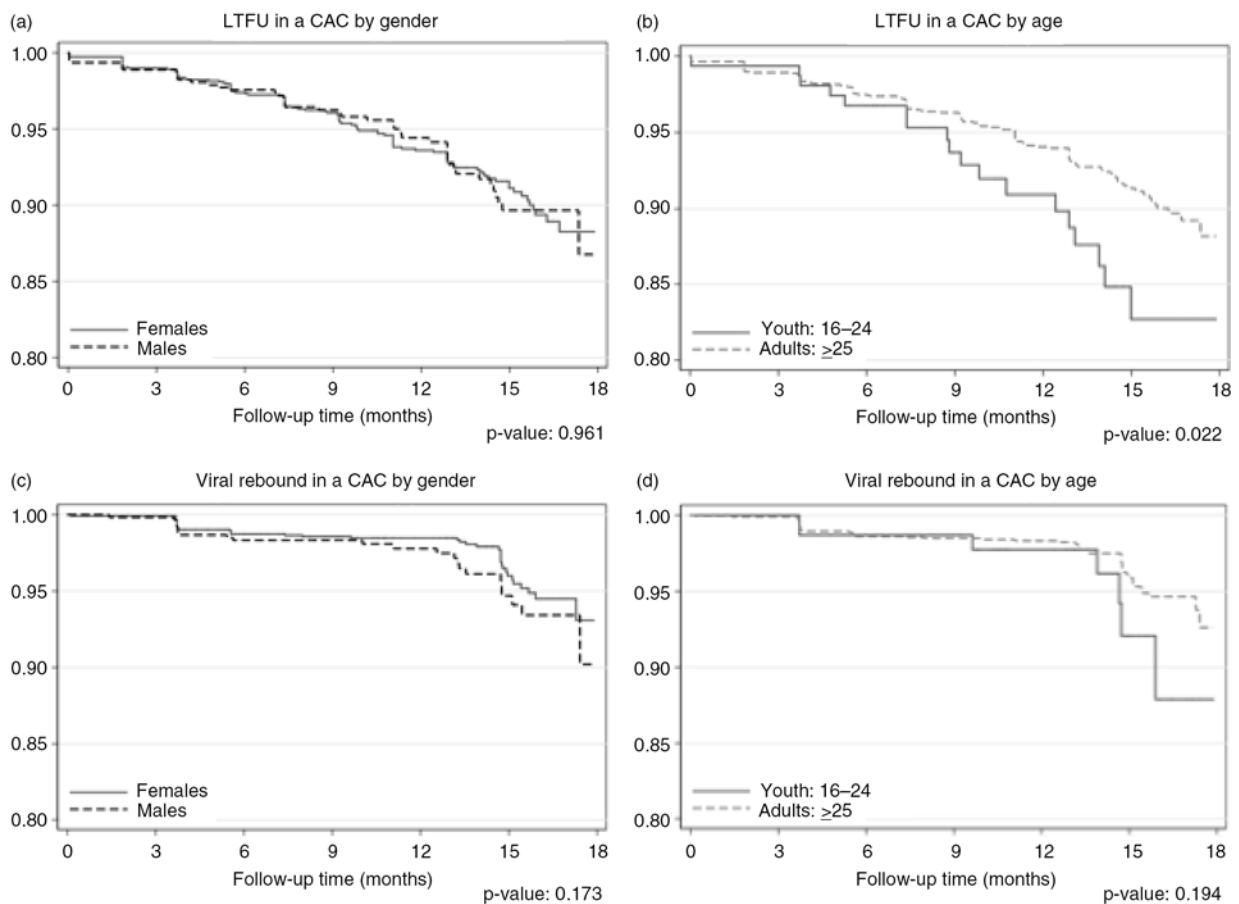 (a) LTFU in a CAC by gender
1.00
0.95
0.90
0.85
0.80
Females
Males
0 3 6 9 12 15 18
Follow-up time (months)
p-value: 0.961
(b) LTFU in a CAC by age
1.00
0.95
0.90
0.85
0.80
Youth: 16–24
Adults: ≥25
0 3 6 9 12 15 18
Follow-up time (months)
p-value: 0.022
(c) Viral rebound in a CAC by gender
1.00
0.95
0.90
0.85
0.80
Females
Males
0 3 6 9 12 15 18
Follow-up time (months)
p-value: 0.173
(d) Viral rebound in a CAC by age
1.00
0.95
0.90
0.85
0.80
Youth: 16–24
Adults: ≥25
0 3 6 9 12 15 18
Follow-up time (months)
p-value: 0.194